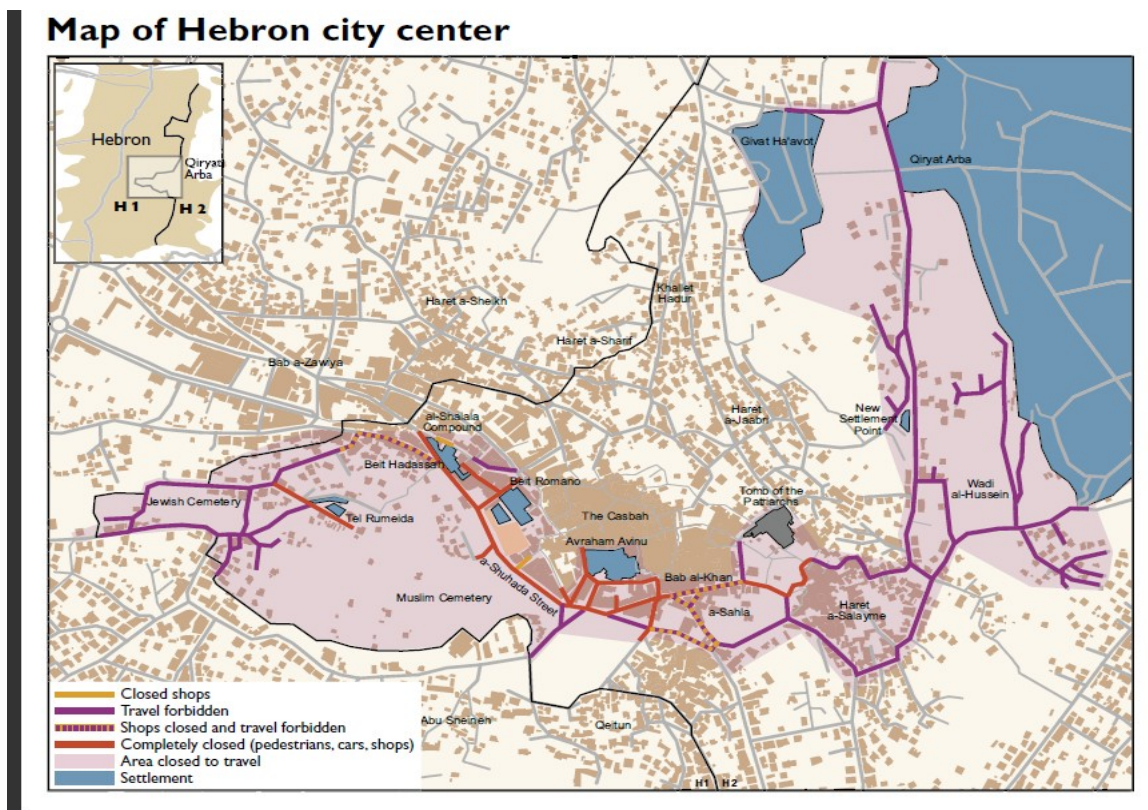 Map of Hebron city center
Hebron
Qiryat
Arba
H 1
H 2
Givat Ha'avot
Qiryat Arba
Khallet
Hadur
Haret a-Sheikh
Haret a-Sharif
Bab a-Zawiya
al-Shalala
Compound
Haret
a-Jaabri
New
Settlement
Point
Beit Hadassah
Beit Romano
Wadi
al-Hussein
Jewish Cemetery
Tel Rumeida
The Casbah
Tomb of the
Patriarchs
Avraham Avinu
a-Shuhada Street
Bab al-Khan
Muslim Cemetery
a-Sahla
Haret
a-Salayme
Closed shops
Travel forbidden
Shops closed and travel forbidden
Completely closed (pedestrians, cars, shops)
Area closed to travel
Settlement
Abu Sneineh
Qeitun
H1
H2